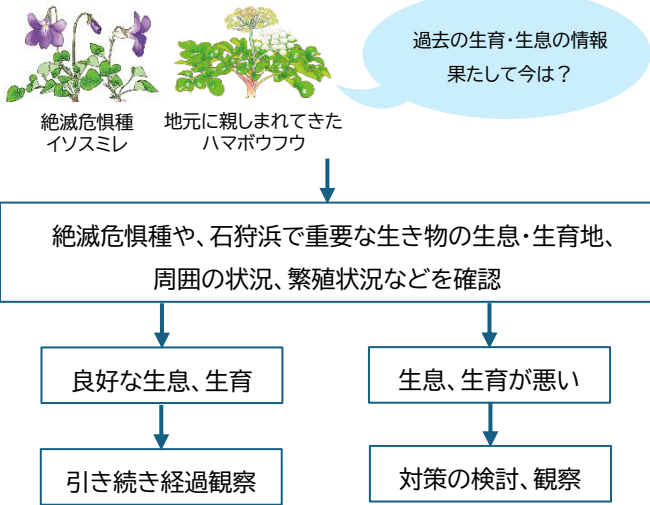 過去の生育・生息の情報
果たして今は？
絶滅危惧種
イソスミレ
地元に親しまれてきた
ハマボウフウ
絶滅危惧種や、石狩浜で重要な生き物の生息・生育地、
周囲の状況、繁殖状況などを確認
良好な生息、生育
生息、生育が悪い
引き続き経過観察
対策の検討、観察